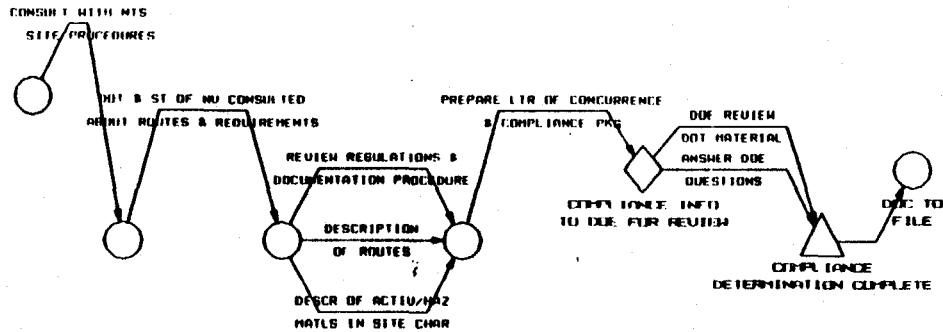 CONSULT WITH NTS
SITE PROCEDURES
DOT & ST OF NV CONSULTED
ABOUT ROUTES & REQUIREMENTS
REVIEW REGULATIONS &
DOCUMENTATION PROCEDURE
DESCRIPTION
OF ROUTES
DESCR OF ACTIV/HAZ
MATLS IN SITE CHAR
PREPARE LTR OF CONCURRENCE
& COMPLIANCE PKG
COMPLIANCE INFO
TO DOE FOR REVIEW
DOE REVIEW
DOT MATERIAL
ANSWER DOE
QUESTIONS
COMPLIANCE
DETERMINATION COMPLETE
DOC TO
FILE